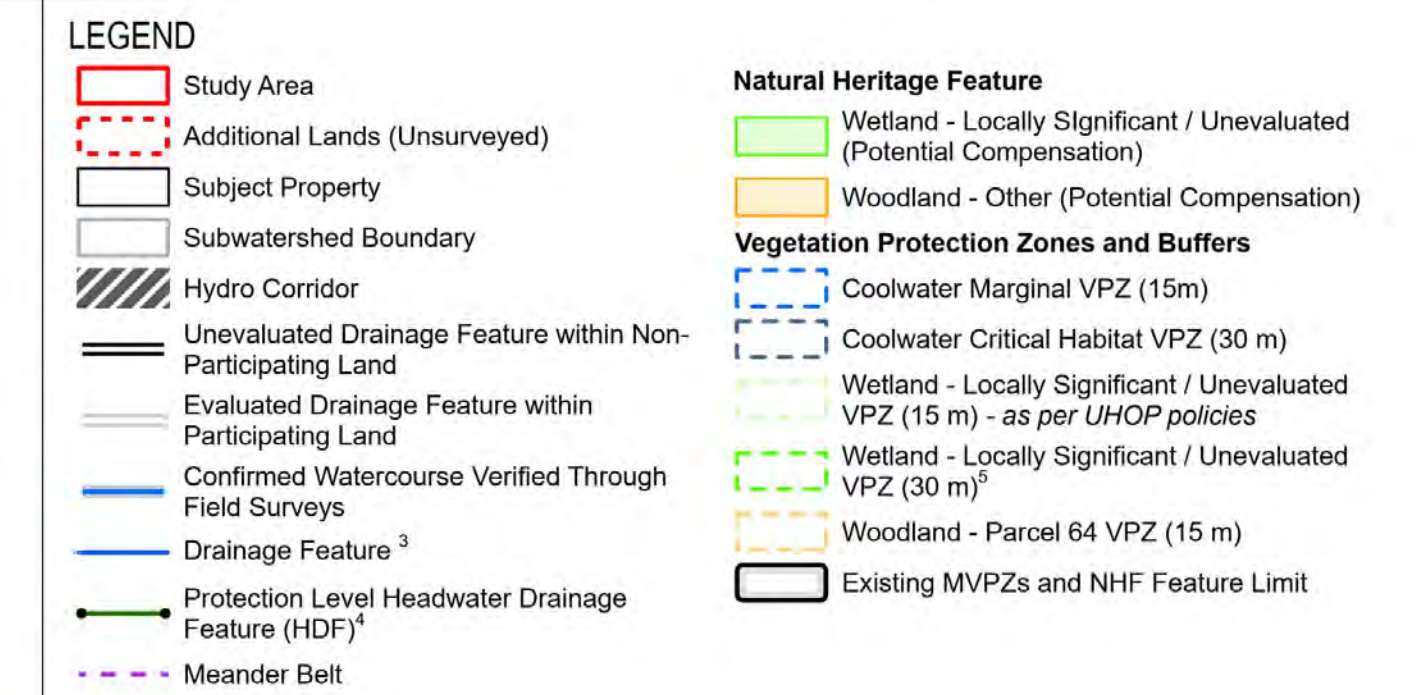 LEGEND
Study Area
Additional Lands (Unsurveyed)
Subject Property
Subwatershed Boundary
Hydro Corridor
Unevaluated Drainage Feature within Non-
Participating Land
Evaluated Drainage Feature within
Participating Land
Confirmed Watercourse Verified Through
Field Surveys
Drainage Feature 3
Protection Level Headwater Drainage
Feature (HDF)4
Meander Belt
Natural Heritage Feature
Wetland - Locally SIgnificant / Unevaluated
(Potential Compensation)
Woodland - Other (Potential Compensation)
Vegetation Protection Zones and Buffers
Coolwater Marginal VPZ (15m)
Coolwater Critical Habitat VPZ (30 m)
Wetland - Locally Significant / Unevaluated
VPZ (15 m) - as per UHOP policies
Wetland - Locally Significant / Unevaluated
VPZ (30 m)5
Woodland - Parcel 64 VPZ (15 m)
Existing MVPZs and NHF Feature Limit